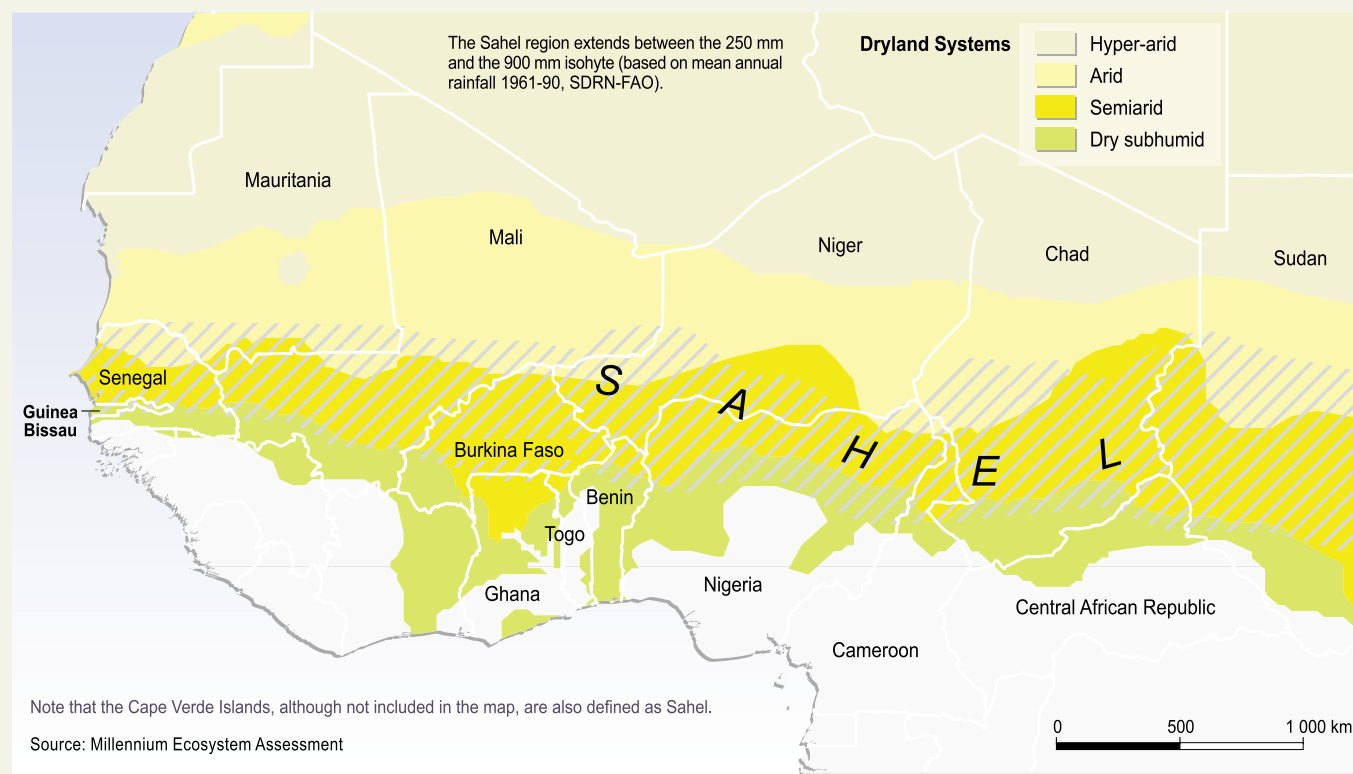 The Sahel region extends between the 250 mm
and the 900 mm isohyte (based on mean annual
rainfall 1961-90, SDRN-FAO).
Dryland Systems
Hyper-arid
Arid
Semiarid
Dry subhumid
Mauritania
Mali
Niger
Chad
Sudan
Senegal
Guinea
Bissau
S A H E L
Burkina Faso
Benin
Togo
Ghana
Nigeria
Central African Republic
Cameroon
Note that the Cape Verde Islands, although not included in the map, are also defined as Sahel.
Source: Millennium Ecosystem Assessment
0 500 1 000 km